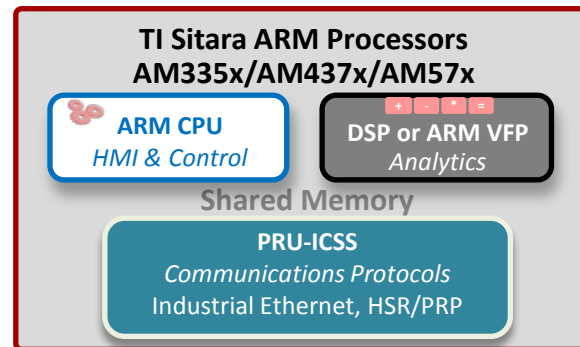 TI Sitara ARM Processors
AM335x/AM437x/AM57x
ARM CPU
HMI & Control
+ - * =
DSP or ARM VFP
Analytics
Shared Memory
PRU-ICSS
Communications Protocols
Industrial Ethernet, HSR/PRP